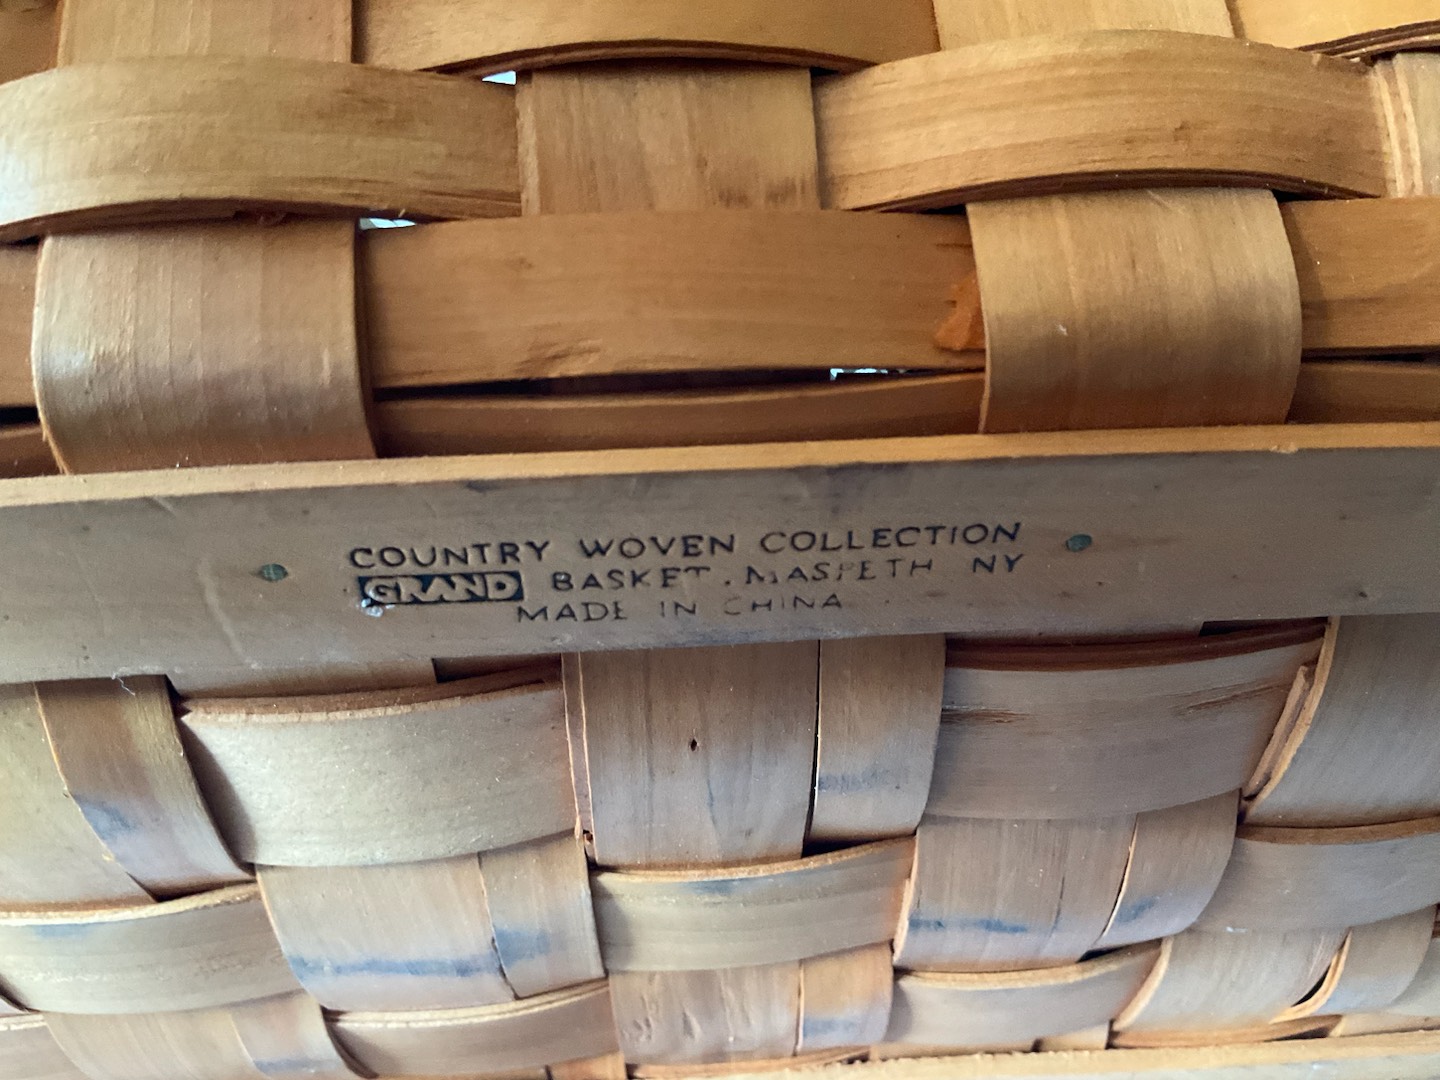 COUNTRY WOVEN COLLECTION
GRAND BASKET. MASPETH NY
MADE IN CHINA